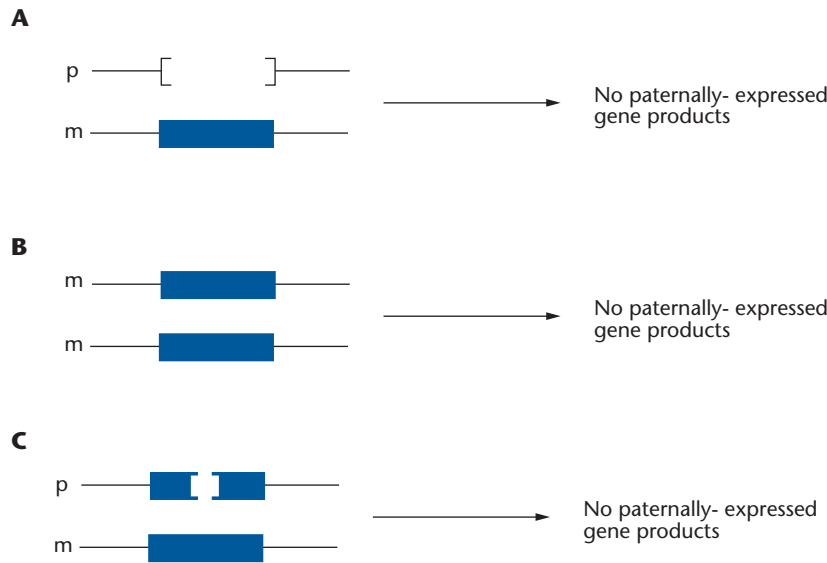 A
p
m
No paternally- expressed
gene products
B
m
m
No paternally- expressed
gene products
C
p
m
No paternally- expressed
gene products